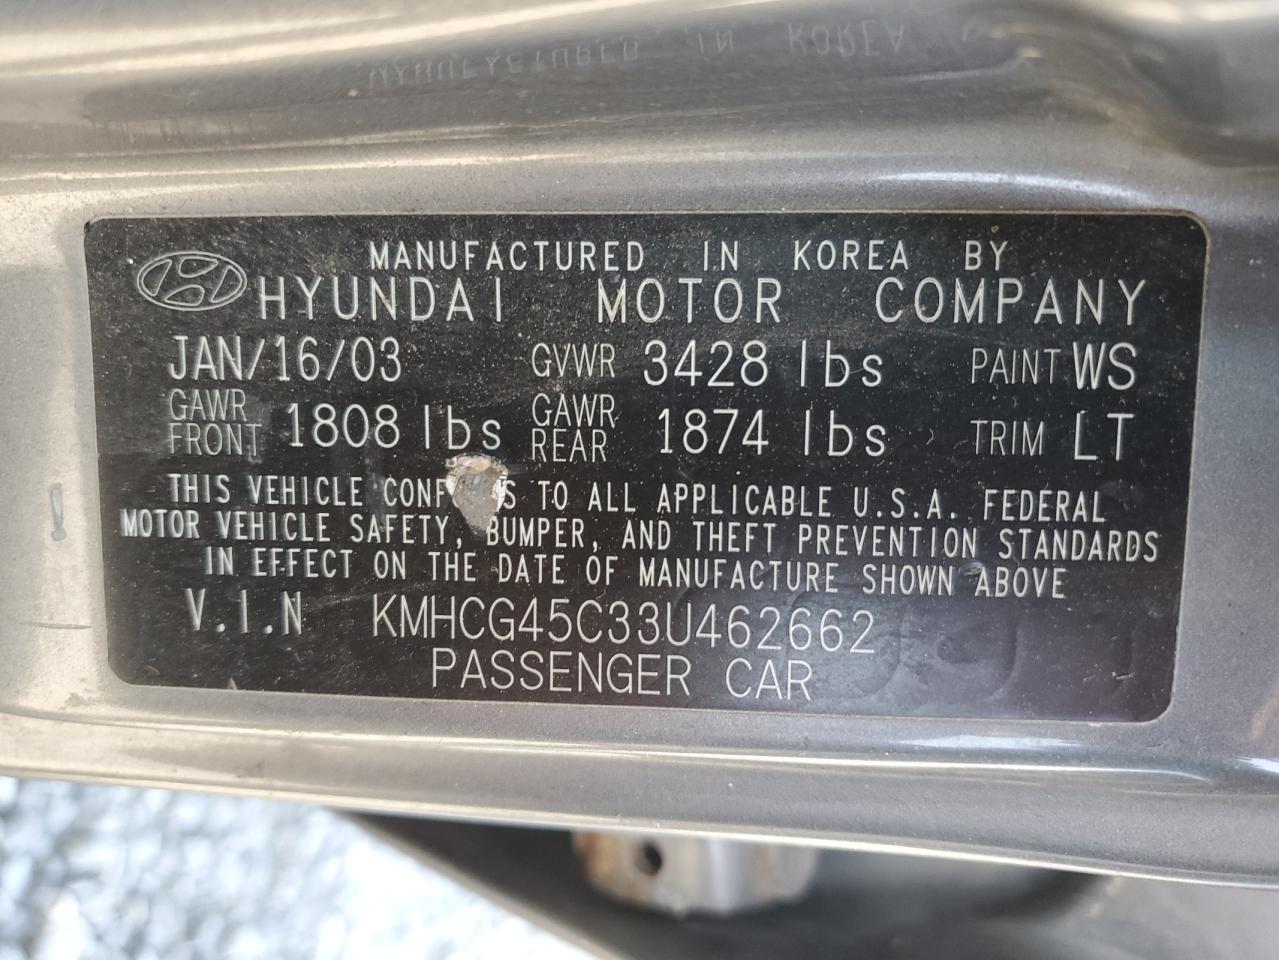 MANUFACTURED IN KOREA BY
HYUNDAI MOTOR COMPANY
JAN/16/03 GVWR 3428 lbs PAINT WS
GAWR FRONT 1808 lbs GAWR REAR 1874 lbs TRIM LT
THIS VEHICLE CONF S TO ALL APPLICABLE U.S.A. FEDERAL
MOTOR VEHICLE SAFETY, BUMPER, AND THEFT PREVENTION STANDARDS
IN EFFECT ON THE DATE OF MANUFACTURE SHOWN ABOVE
V.I.N KMHCG45C33U462662
PASSENGER CAR